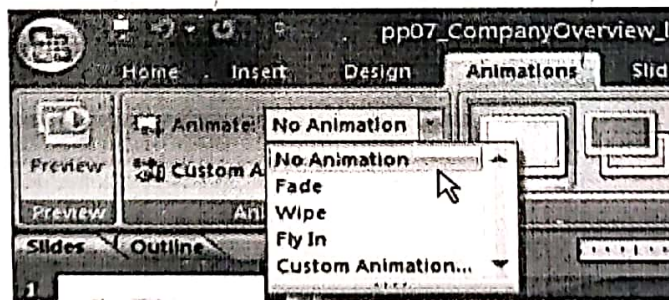 pp07_CompanyOverview_
Home Insert Design Animations Slid
Animate: No Animation
Preview Custom A
No Animation
Fade
Wipe
Fly In
Custom Animation...
Preview An
Slides Outline
1